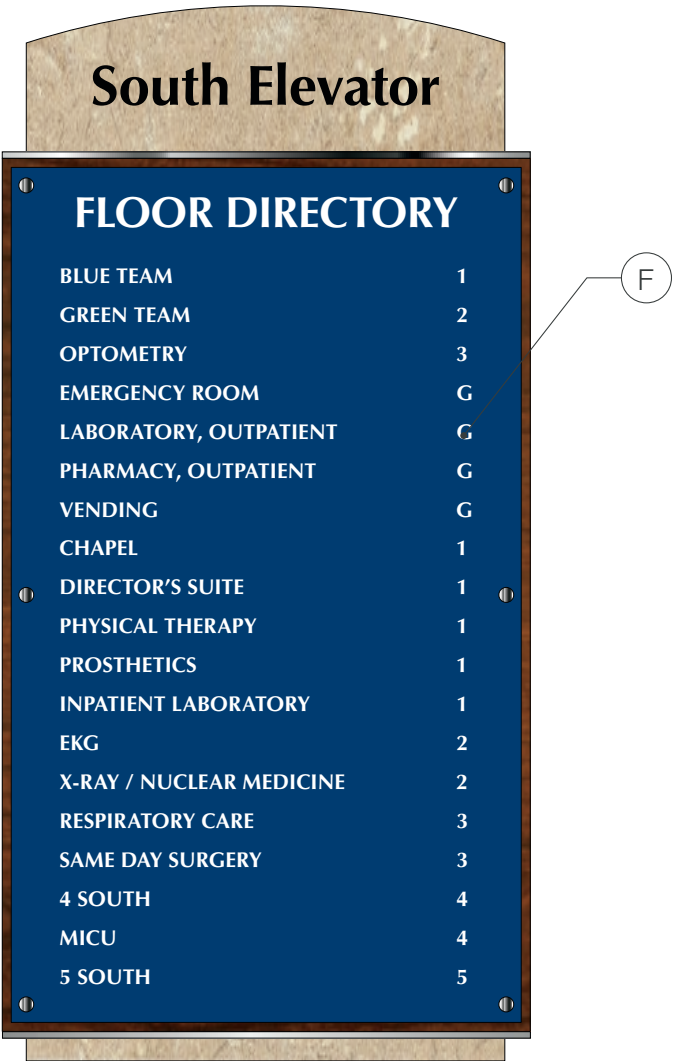 South Elevator
FLOOR DIRECTORY
BLUE TEAM 1
GREEN TEAM 2
OPTOMETRY 3
EMERGENCY ROOM G
LABORATORY, OUTPATIENT G
PHARMACY, OUTPATIENT G
VENDING G
CHAPEL 1
DIRECTOR'S SUITE 1
PHYSICAL THERAPY 1
PROSTHETICS 1
INPATIENT LABORATORY 1
EKG 2
X-RAY / NUCLEAR MEDICINE 2
RESPIRATORY CARE 3
SAME DAY SURGERY 3
4 SOUTH 4
MICU 4
5 SOUTH 5
F